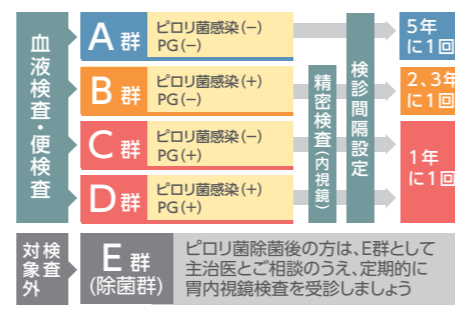 血液検査・便検査
A群
ピロリ菌感染(−)
PG(−)
B群
ピロリ菌感染(+)
PG(−)
C群
ピロリ菌感染(−)
PG(+)
D群
ピロリ菌感染(+)
PG(+)
精密検査(内視鏡)
検診間隔設定
5年
に1回
2、3年
に1回
1年
に1回
検査
対象外
E群
(除菌群)
ピロリ菌除菌後の方は、E群として
主治医とご相談のうえ、定期的に
胃内視鏡検査を受診しましょう